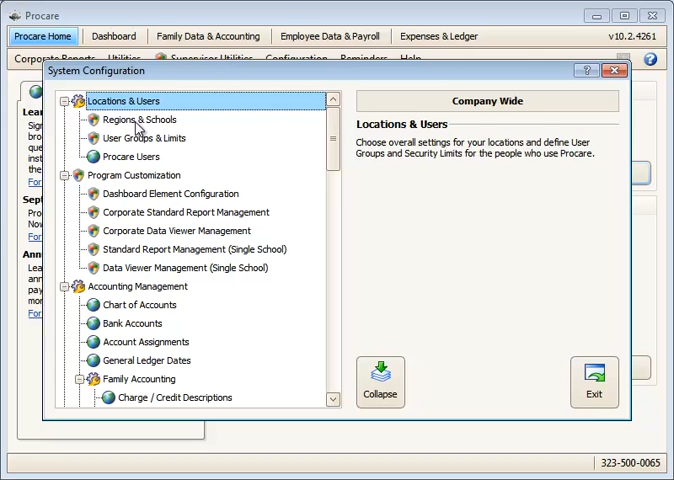 Procare
Procare Home
Dashboard
Family Data & Accounting
Employee Data & Payroll
Expenses & Ledger
v10.2.4261
Corporate Reports
Utilities
Supervisor Utilities
Configuration
Reminders
Help
System Configuration
Locations & Users
Regions & Schools
User Groups & Limits
Procare Users
Program Customization
Dashboard Element Configuration
Corporate Standard Report Management
Corporate Data Viewer Management
Standard Report Management (Single School)
Data Viewer Management (Single School)
Accounting Management
Chart of Accounts
Bank Accounts
Account Assignments
General Ledger Dates
Family Accounting
Charge / Credit Descriptions
Company Wide
Locations & Users
Choose overall settings for your locations and define User
Groups and Security Limits for the people who use Procare.
Collapse
Exit
323-500-0065